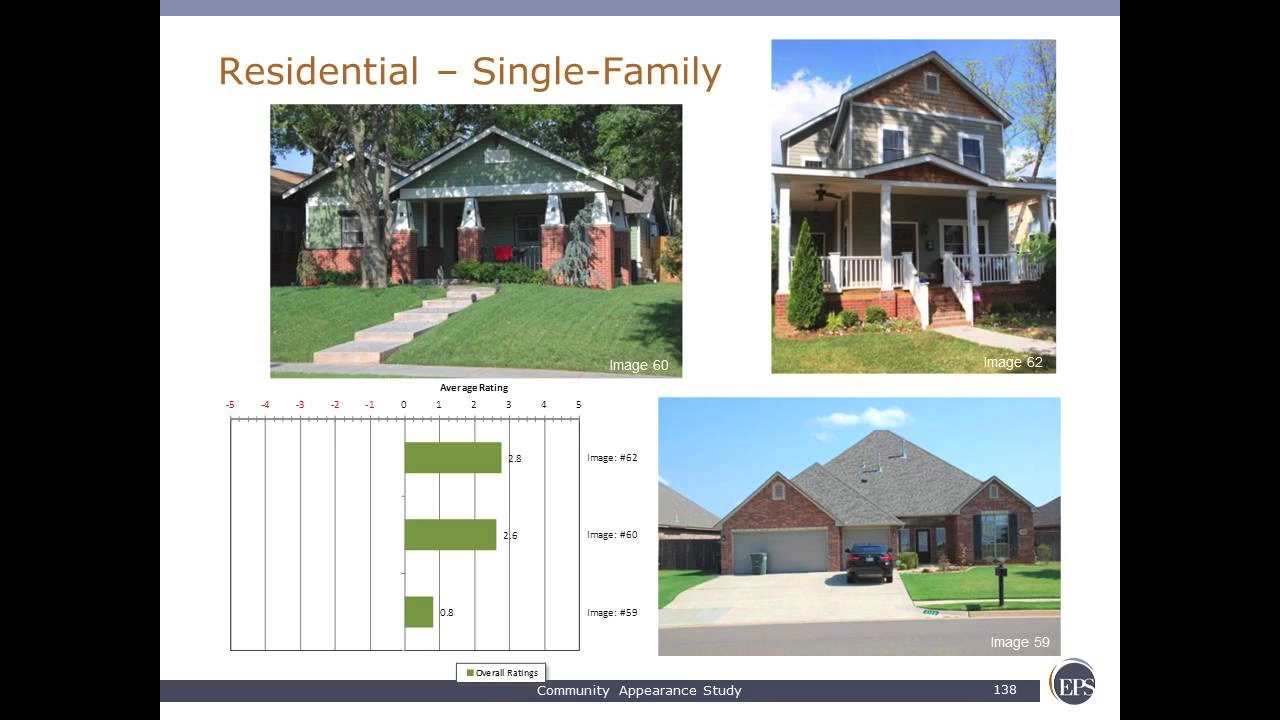 Residential – Single-Family
Image 60
Image 62
Average Rating
-5 -4 -3 -2 -1 0 1 2 3 4 5
2.8 Image: #62
2.6 Image: #60
0.8 Image: #59
Image 59
Overall Ratings
Community Appearance Study
138
EPS